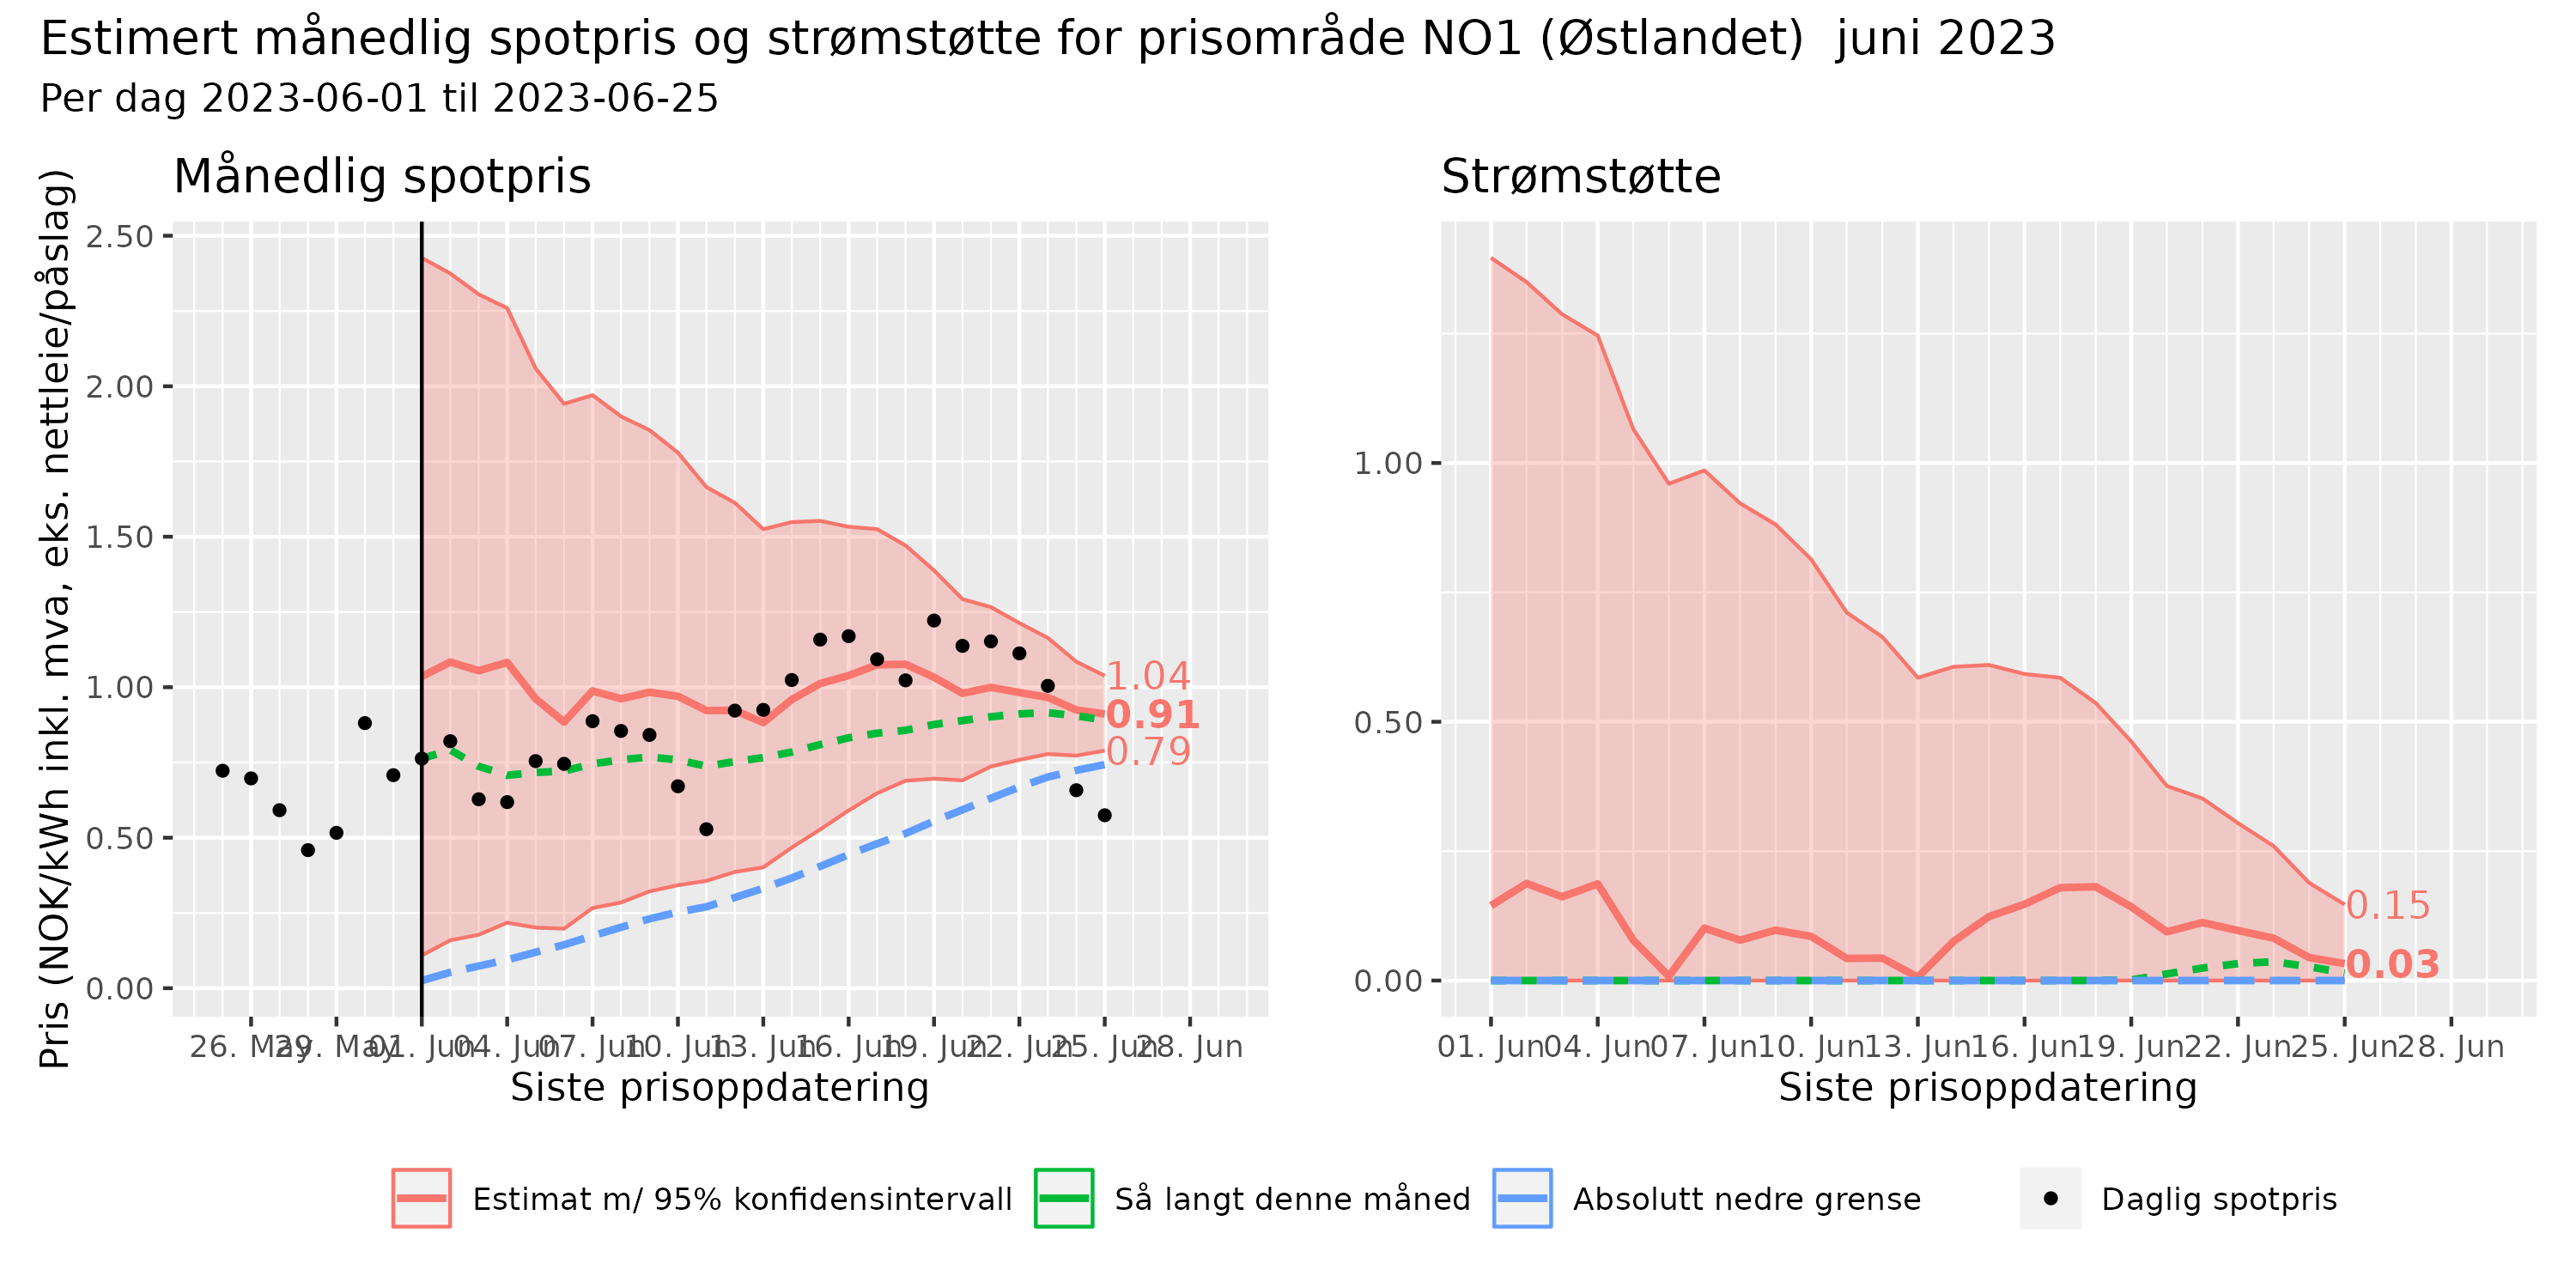 Estimert månedlig spotpris og strømstøtte for prisområde NO1 (Østlandet)  juni 2023
Per dag 2023-06-01 til 2023-06-25
Månedlig spotpris
Pris (NOK/kWh inkl. mva, eks. nettleie/påslag)
2.50
2.00
1.50
1.00
0.50
0.00
1.04
0.91
0.79
26. May 29. May 01. Jun 04. Jun 07. Jun 10. Jun 13. Jun 16. Jun 19. Jun 22. Jun 25. Jun 28. Jun
Siste prisoppdatering
Strømstøtte
1.00
0.50
0.00
0.15
0.03
01. Jun 04. Jun 07. Jun 10. Jun 13. Jun 16. Jun 19. Jun 22. Jun 25. Jun 28. Jun
Siste prisoppdatering
Estimat m/ 95% konfidensintervall Så langt denne måned Absolutt nedre grense Daglig spotpris